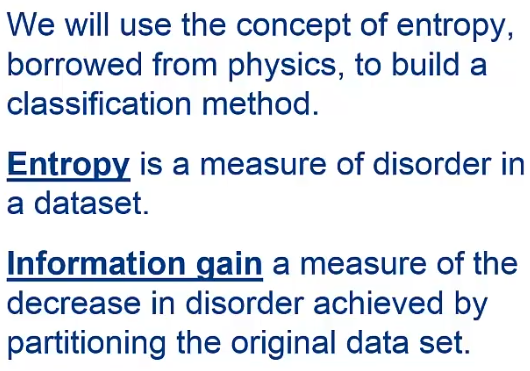 We will use the concept of entropy,
borrowed from physics, to build a
classification method.
Entropy is a measure of disorder in
a dataset.
Information gain a measure of the
decrease in disorder achieved by
partitioning the original data set.